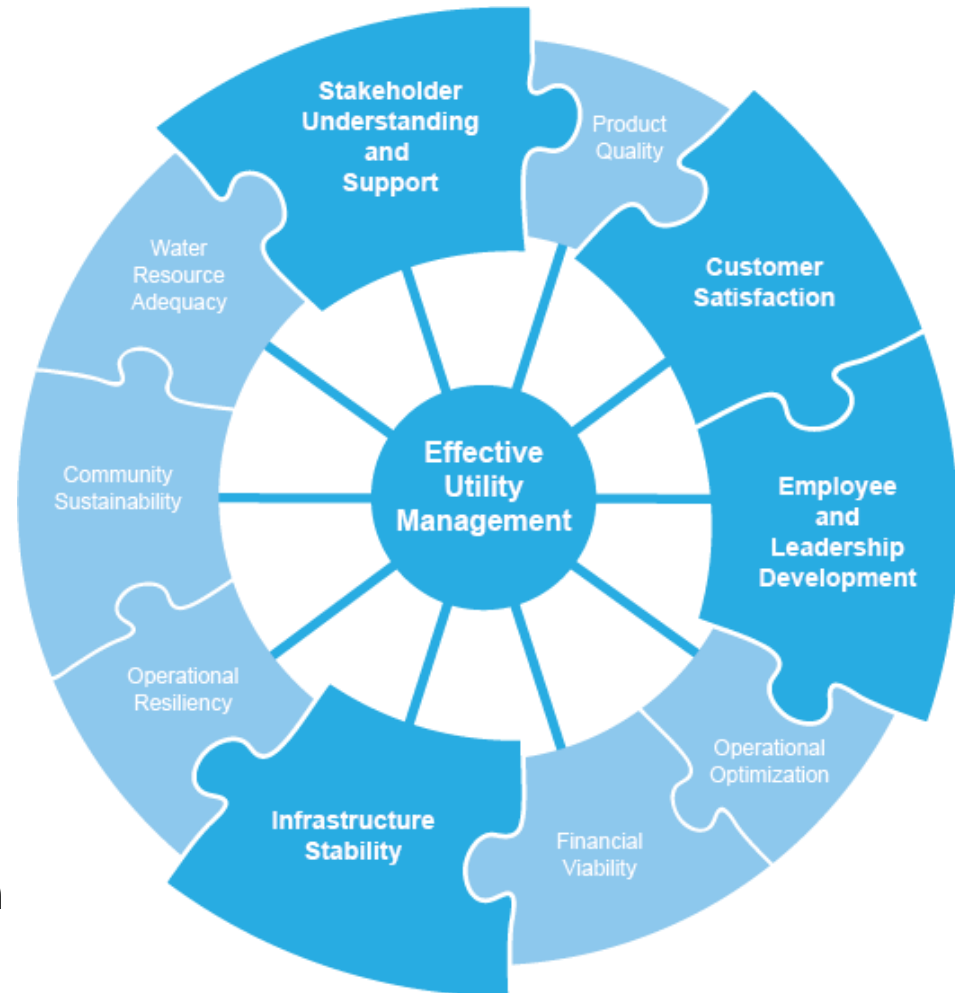 Stakeholder
Understanding
and
Support
Product
Quality
Customer
Satisfaction
Employee
and
Leadership
Development
Operational
Optimization
Financial
Viability
Infrastructure
Stability
Operational
Resiliency
Community
Sustainability
Water
Resource
Adequacy
Effective
Utility
Management